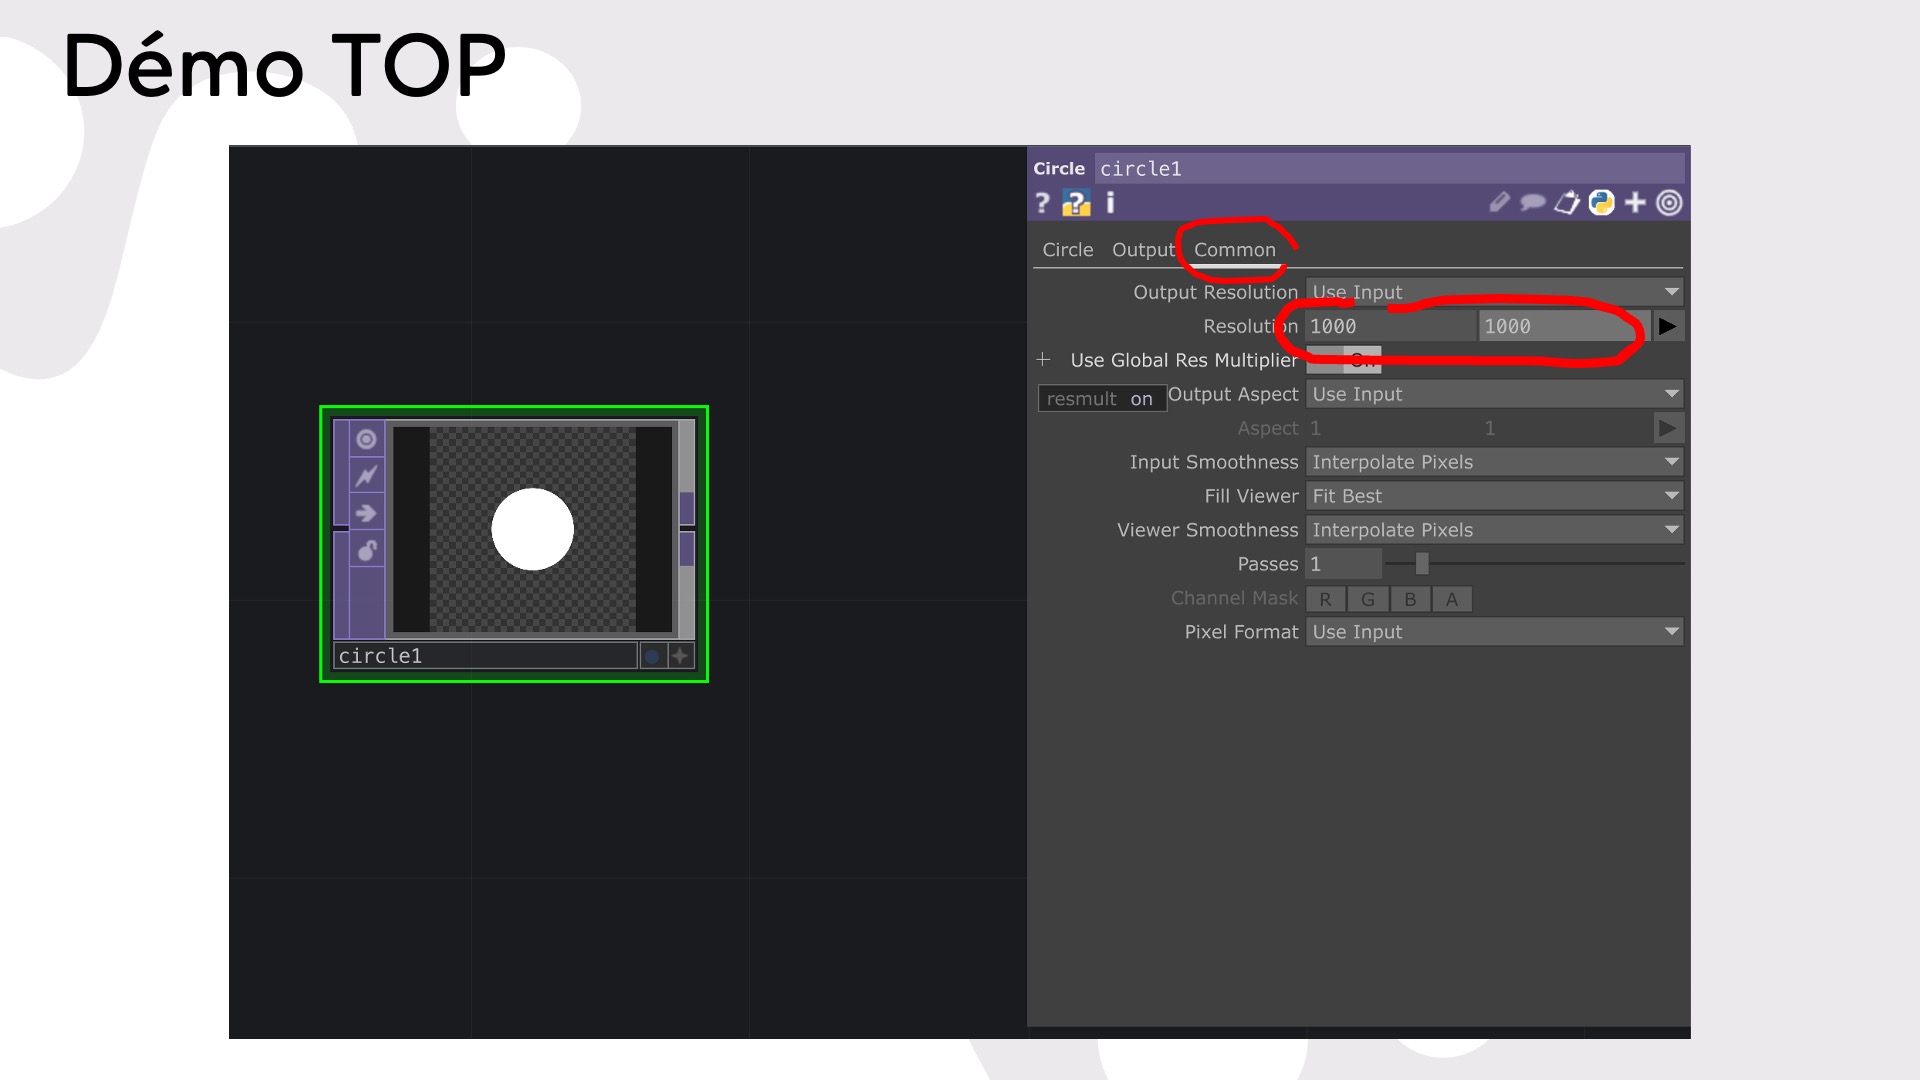 Démo TOP
Circle circle1
? ? i
Circle Output Common
Output Resolution Use Input
Resolution 1000 1000
+ Use Global Res Multiplier On
resmult on Output Aspect Use Input
Aspect 1 1
Input Smoothness Interpolate Pixels
Fill Viewer Fit Best
Viewer Smoothness Interpolate Pixels
Passes 1
Channel Mask R G B A
Pixel Format Use Input
circle1